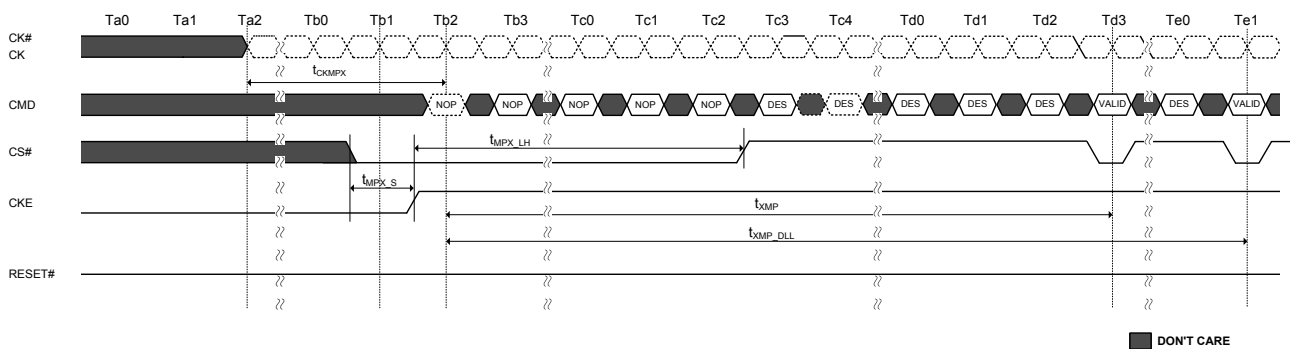 Ta0 Ta1 Ta2 Tb0 Tb1 Tb2 Tb3 Tc0 Tc1 Tc2 Tc3 Tc4 Td0 Td1 Td2 Td3 Te0 Te1
CK#
CK
tCKMPX
CMD NOP NOP NOP NOP NOP DES DES DES DES DES VALID DES VALID
tMPX_LH
CS#
tMPX_S
CKE
tXMP
tXMP_DLL
RESET#
DON'T CARE